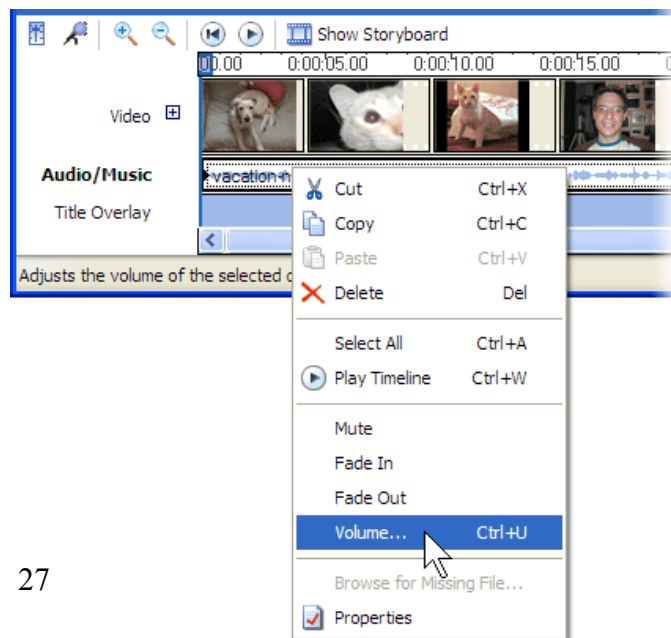 Show Storyboard
00.00 0:00:05.00 0:00:10.00 0:00:15.00
Video
Audio/Music
vacation-n
Title Overlay
Adjusts the volume of the selected c
Cut Ctrl+X
Copy Ctrl+C
Paste Ctrl+V
Delete Del
Select All Ctrl+A
Play Timeline Ctrl+W
Mute
Fade In
Fade Out
Volume... Ctrl+U
Browse for Missing File...
Properties
27